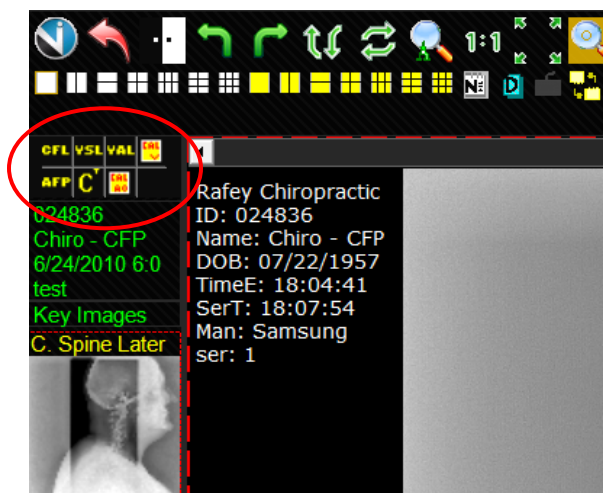 1:1
N
D
CFL VSL VAL CAL V
AFP C CAL AO
024836
Chiro - CFP
6/24/2010 6:0
test
Key Images
C. Spine Later
Rafey Chiropractic
ID: 024836
Name: Chiro - CFP
DOB: 07/22/1957
TimeE: 18:04:41
SerT: 18:07:54
Man: Samsung
ser: 1